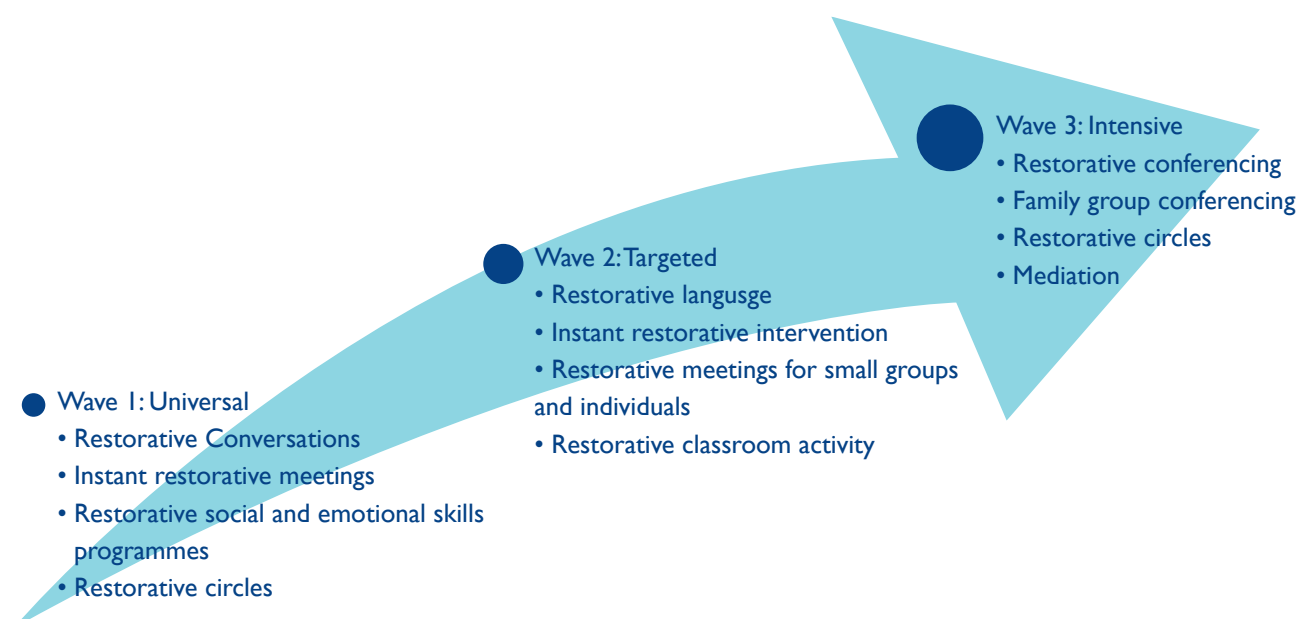 Wave 1: Universal
• Restorative Conversations
• Instant restorative meetings
• Restorative social and emotional skills
programmes
• Restorative circles
Wave 2: Targeted
• Restorative langusge
• Instant restorative intervention
• Restorative meetings for small groups
and individuals
• Restorative classroom activity
Wave 3: Intensive
• Restorative conferencing
• Family group conferencing
• Restorative circles
• Mediation